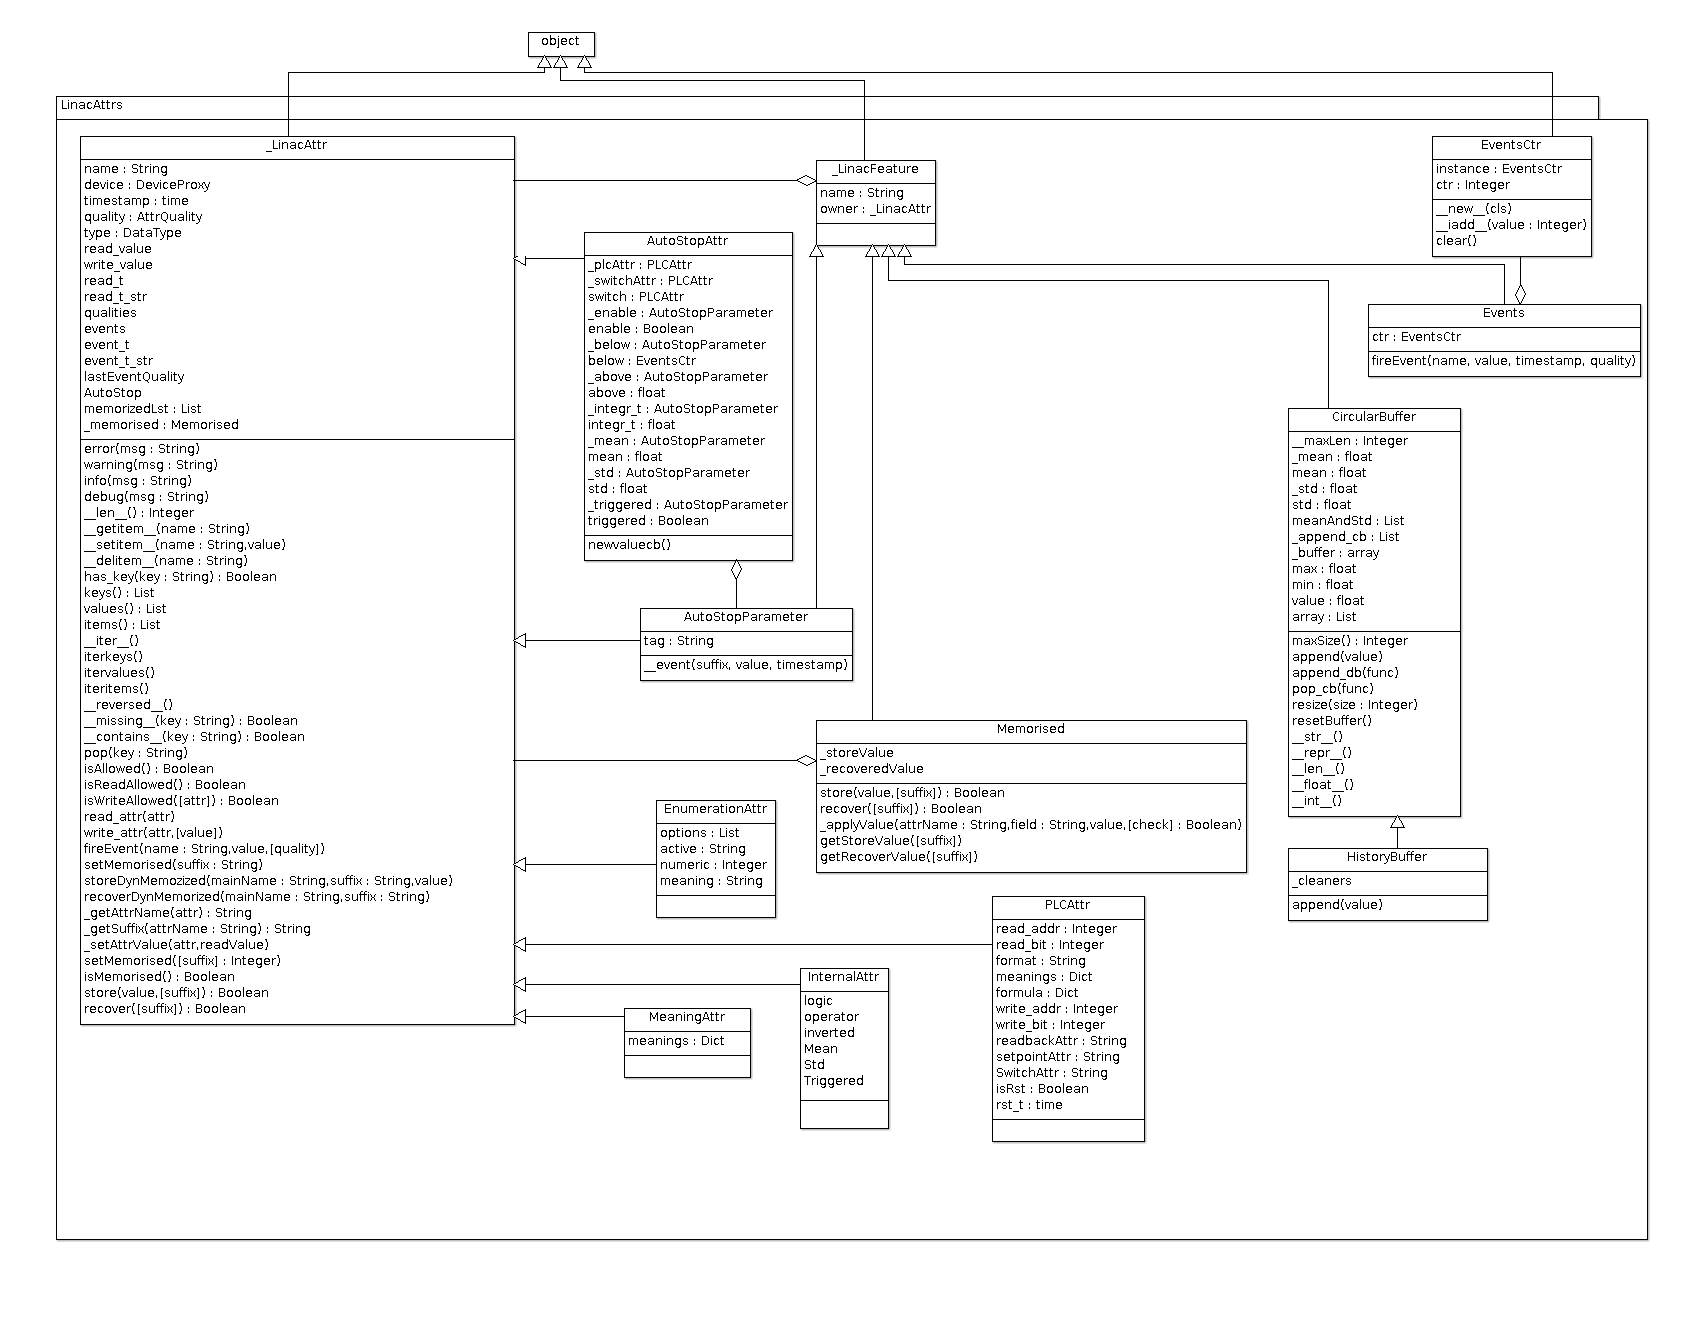 object
LinacAttrs
_LinacAttr
name : String
device : DeviceProxy
timestamp : time
quality : AttrQuality
type : DataType
read_value
write_value
read_t
read_t_str
qualities
events
event_t
event_t_str
lastEventQuality
AutoStop
memorizedLst : List
_memorised : Memorised
error(msg : String)
warning(msg : String)
info(msg : String)
debug(msg : String)
__len__() : Integer
__getitem__(name : String)
__setitem__(name : String,value)
__delitem__(name : String)
has_key(key : String) : Boolean
keys() : List
values() : List
items() : List
__iter__()
iterkeys()
itervalues()
iteritems()
__reversed__()
__missing__(key : String) : Boolean
__contains__(key : String) : Boolean
pop(key : String)
isAllowed() : Boolean
isReadAllowed() : Boolean
isWriteAllowed([attr]) : Boolean
read_attr(attr)
write_attr(attr,[value])
fireEvent(name : String,value,[quality])
setMemorised(suffix : String)
storeDynMemozized(mainName : String,suffix : String,value)
recoverDynMemorized(mainName : String,suffix : String)
_getAttrName(attr) : String
_getSuffix(attrName : String) : String
_setAttrValue(attr,readValue)
setMemorised([suffix] : Integer)
isMemorised() : Boolean
store(value,[suffix]) : Boolean
recover([suffix]) : Boolean
_LinacFeature
name : String
owner : _LinacAttr
AutoStopAttr
_plcAttr : PLCAttr
_switchAttr : PLCAttr
switch : PLCAttr
_enable : AutoStopParameter
enable : Boolean
_below : AutoStopParameter
below : EventsCtr
_above : AutoStopParameter
above : float
_integr_t : AutoStopParameter
integr_t : float
_mean : AutoStopParameter
mean : float
_std : AutoStopParameter
std : float
_triggered : AutoStopParameter
triggered : Boolean
newvaluecb()
AutoStopParameter
tag : String
__event(suffix, value, timestamp)
EventsCtr
instance : EventsCtr
ctr : Integer
__new__(cls)
__iadd__(value : Integer)
clear()
Events
ctr : EventsCtr
fireEvent(name, value, timestamp, quality)
CircularBuffer
__maxLen : Integer
_mean : float
mean : float
_std : float
std : float
meanAndStd : List
_append_cb : List
_buffer : array
max : float
min : float
value : float
array : List
maxSize() : Integer
append(value)
append_db(func)
pop_cb(func)
resize(size : Integer)
resetBuffer()
__str__()
__repr__()
__len__()
__float__()
__int__()
HistoryBuffer
_cleaners
append(value)
Memorised
_storeValue
_recoveredValue
store(value,[suffix]) : Boolean
recover([suffix]) : Boolean
_applyValue(attrName : String,field : String,value,[check] : Boolean)
getStoreValue([suffix])
getRecoverValue([suffix])
EnumerationAttr
options : List
active : String
numeric : Integer
meaning : String
PLCAttr
read_addr : Integer
read_bit : Integer
format : String
meanings : Dict
formula : Dict
write_addr : Integer
write_bit : Integer
readbackAttr : String
setpointAttr : String
SwitchAttr : String
isRst : Boolean
rst_t : time
InternalAttr
logic
operator
inverted
Mean
Std
Triggered
MeaningAttr
meanings : Dict